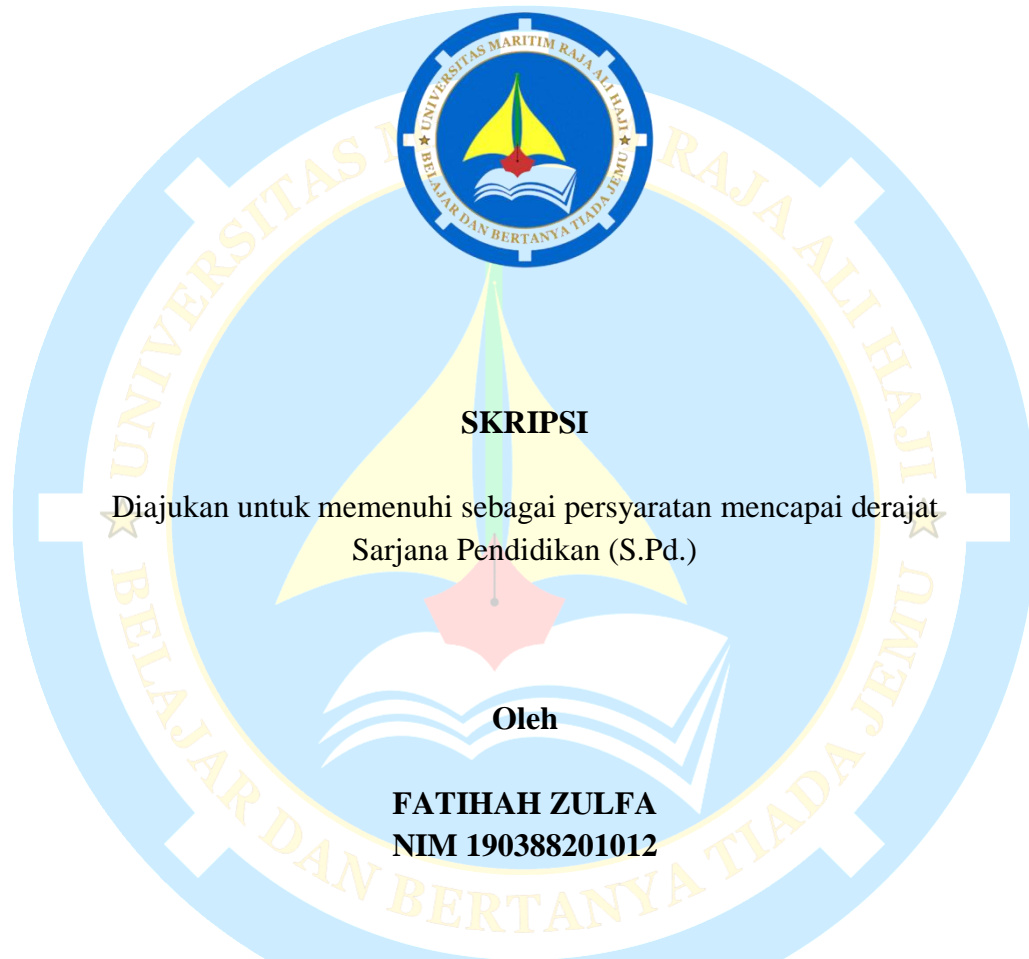 UNIVERSITAS MARITIM RAJA ALI HAJI
BELAJAR DAN BERTANYA TIADA JEMU
SKRIPSI
Diajukan untuk memenuhi sebagai persyaratan mencapai derajat
Sarjana Pendidikan (S.Pd.)
Oleh
FATIHAH ZULFA
NIM 190388201012
UNIVERSITAS M RAJA ALI HAJI
BELAJAR DAN BERTANYA TIADA JEMU